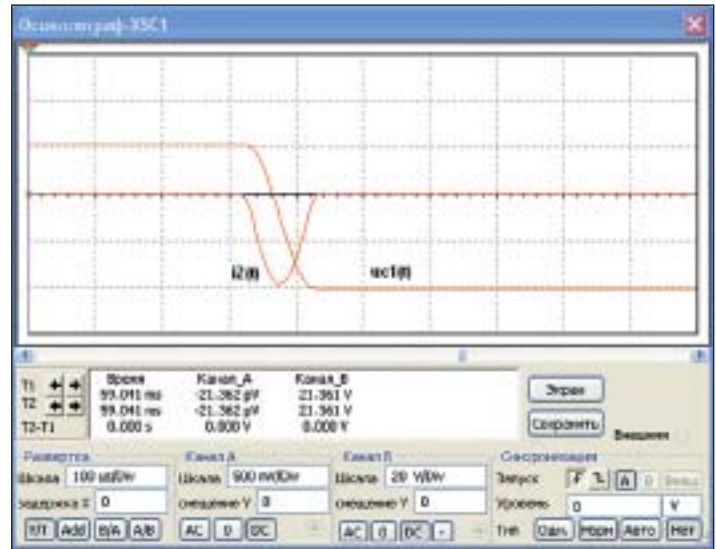 Осциллограф-XSC1
i2(t) uc1(t)
T1
T2
T2-T1
Время Канал_A Канал_B
59.041 ms -21.362 pV 21.361 V
59.041 ms -21.362 pV 21.361 V
0.000 s 0.000 V 0.000 V
Экран
Сохранить
Внешняя
Развертка
Шкала 100 us/Div
задержка X 0
Y/T Add B/A A/B
Канал A
Шкала 500 mV/Div
смещение Y 0
AC 0 DC
Канал B
Шкала 20 V/Div
смещение Y 0
AC 0 DC -
Синхронизация
Запуск A B
Уровень 0 V
Тип Одн. Норм Авто Нет